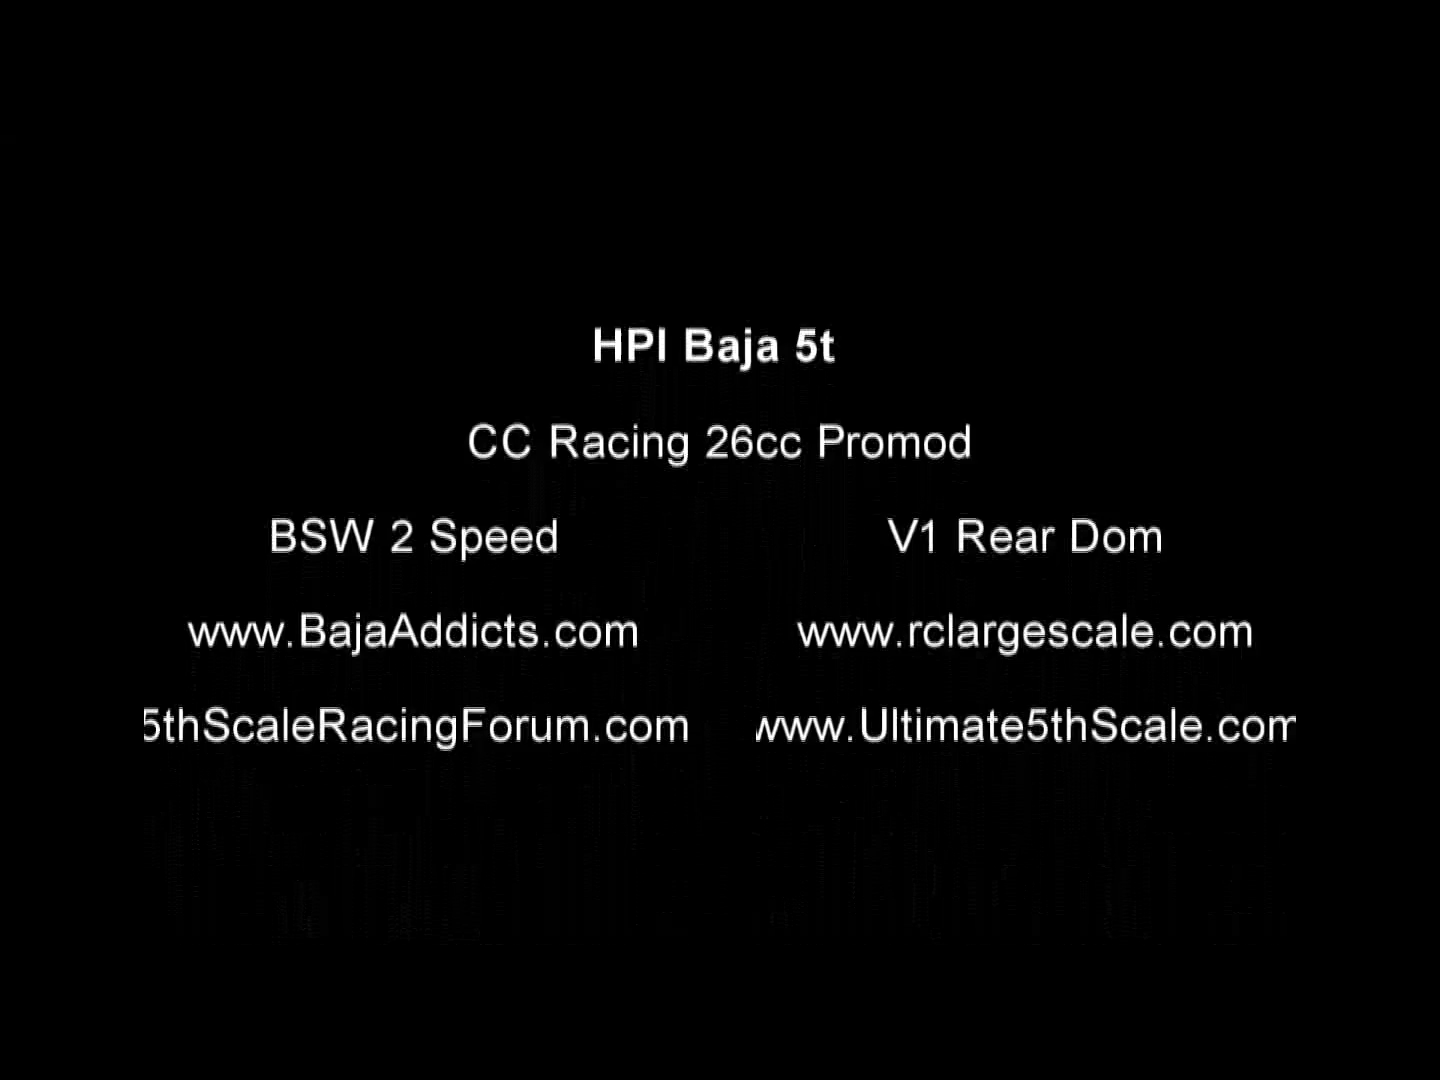 HPI Baja 5t
CC Racing 26cc Promod
BSW 2 Speed V1 Rear Dom
www.BajaAddicts.com www.rclargescale.com
5thScaleRacingForum.com www.Ultimate5thScale.com